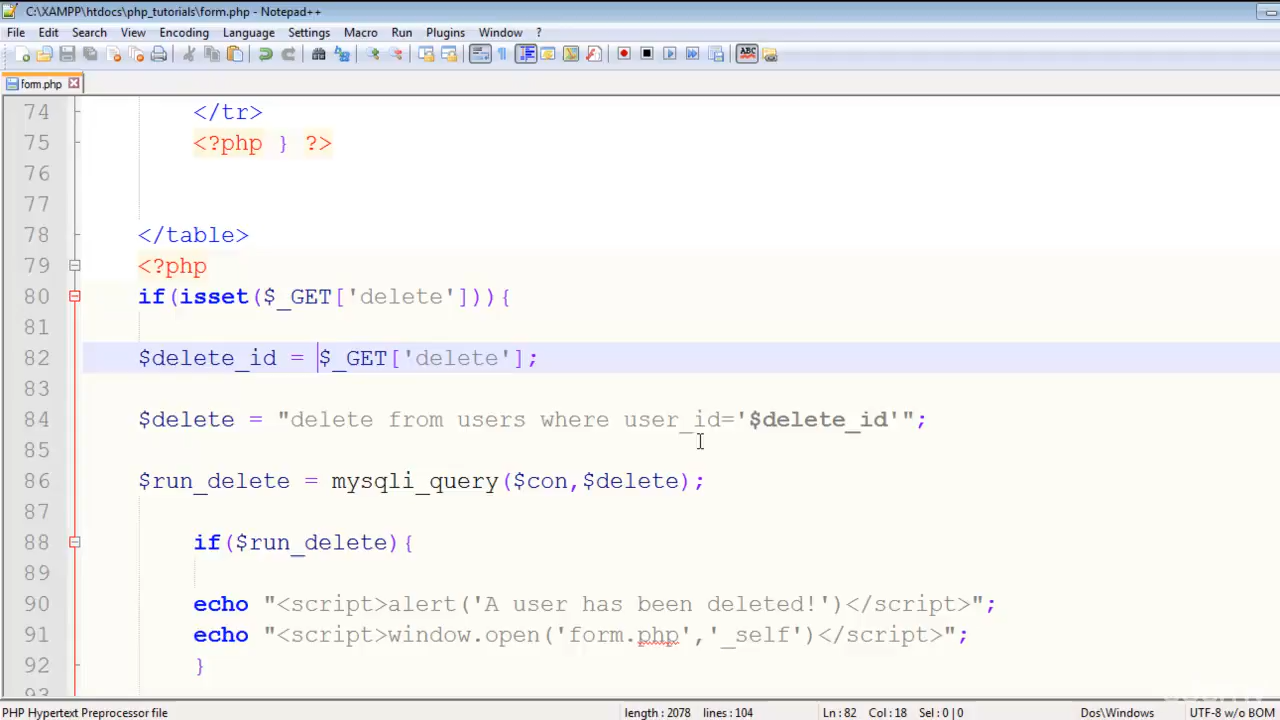 C:\XAMPP\htdocs\php_tutorials\form.php - Notepad++
File Edit Search View Encoding Language Settings Macro Run Plugins Window ?
ABC
form.php
74 </tr>
75 <?php } ?>
76
77
78 </table>
79 <?php
80 if(isset($_GET['delete'])){
81
82 $delete_id = $_GET['delete'];
83
84 $delete = "delete from users where user_id='$delete_id'";
85
86 $run_delete = mysqli_query($con,$delete);
87
88 if($run_delete){
89
90 echo "<script>alert('A user has been deleted!')</script>";
91 echo "<script>window.open('form.php','_self')</script>";
92 }
93
PHP Hypertext Preprocessor file length : 2078 lines : 104 Ln : 82 Col : 18 Sel : 0 | 0 Dos\Windows UTF-8 w/o BOM